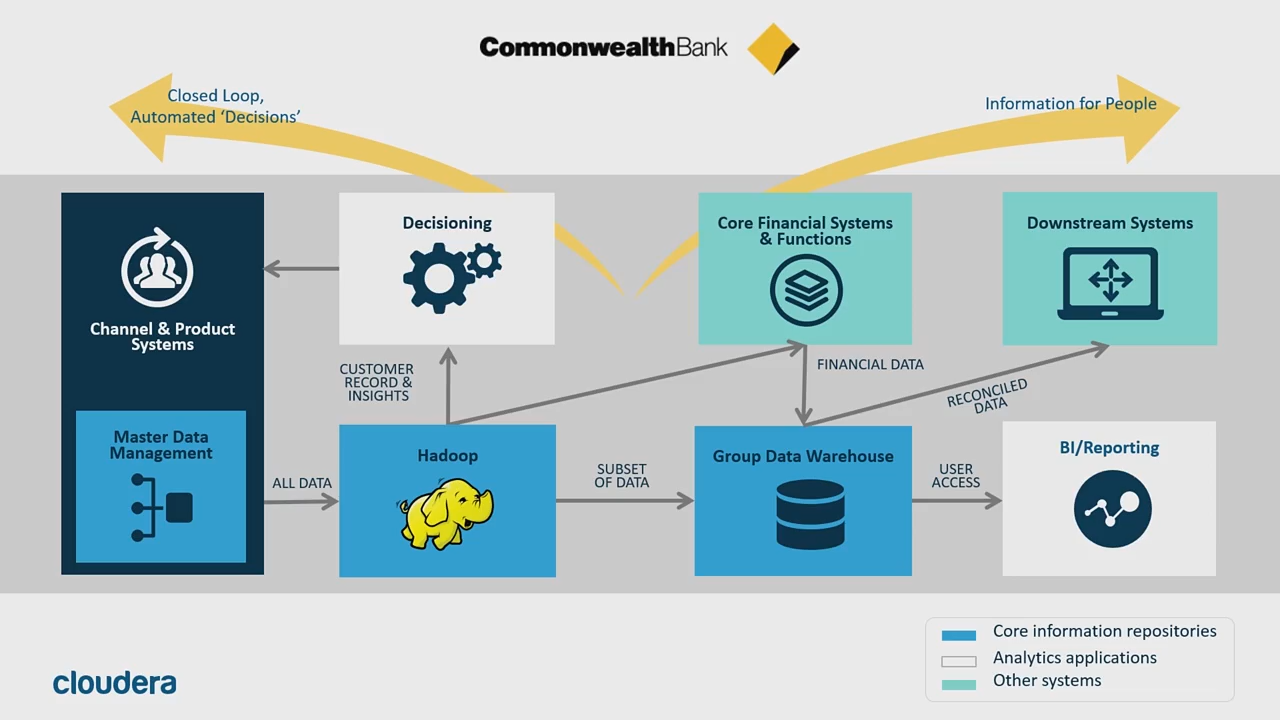 CommonwealthBank
Closed Loop,
Automated ‘Decisions’
Information for People
Channel & Product
Systems
Master Data
Management
ALL DATA
Decisioning
CUSTOMER
RECORD &
INSIGHTS
Hadoop
SUBSET
OF DATA
Core Financial Systems
& Functions
FINANCIAL DATA
Group Data Warehouse
Downstream Systems
RECONCILED
DATA
USER
ACCESS
BI/Reporting
Core information repositories
Analytics applications
Other systems
cloudera